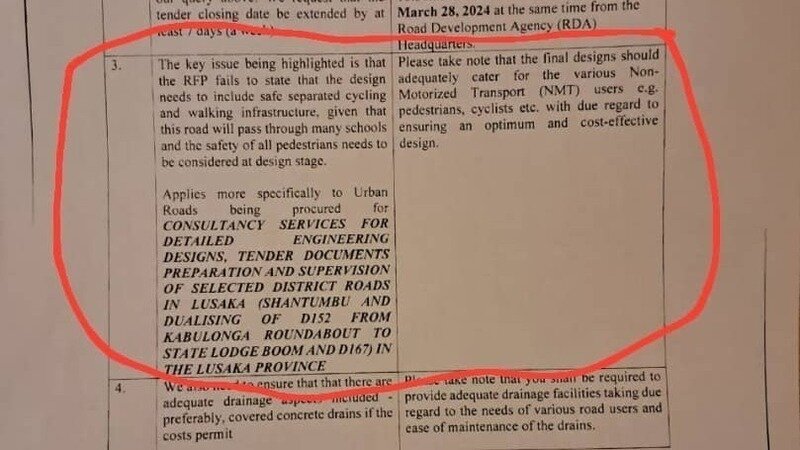 tender closing date be extended by at
least 7 days (a week)
March 28, 2024 at the same time from the
Road Development Agency (RDA)
Headquarters.
3.
The key issue being highlighted is that
the RFP fails to state that the design
needs to include safe separated cycling
and walking infrastructure, given that
this road will pass through many schools
and the safety of all pedestrians needs to
be considered at design stage.
Applies more specifically to Urban
Roads being procured for
CONSULTANCY SERVICES FOR
DETAILED ENGINEERING
DESIGNS, TENDER DOCUMENTS
PREPARATION AND SUPERVISION
OF SELECTED DISTRICT ROADS
IN LUSAKA (SHANTUMBU AND
DUALISING OF D152 FROM
KABULONGA ROUNDABOUT TO
STATE LODGE BOOM AND D167) IN
THE LUSAKA PROVINCE
Please take note that the final designs should
adequately cater for the various Non-
Motorized Transport (NMT) users e.g.
pedestrians, cyclists etc. with due regard to
ensuring an optimum and cost-effective
design.
4.
We also need to ensure that that there are
adequate drainage aspects included -
preferably, covered concrete drains if the
costs permit
Please take note that you shall be required to
provide adequate drainage facilities taking due
regard to the needs of various road users and
ease of maintenance of the drains.